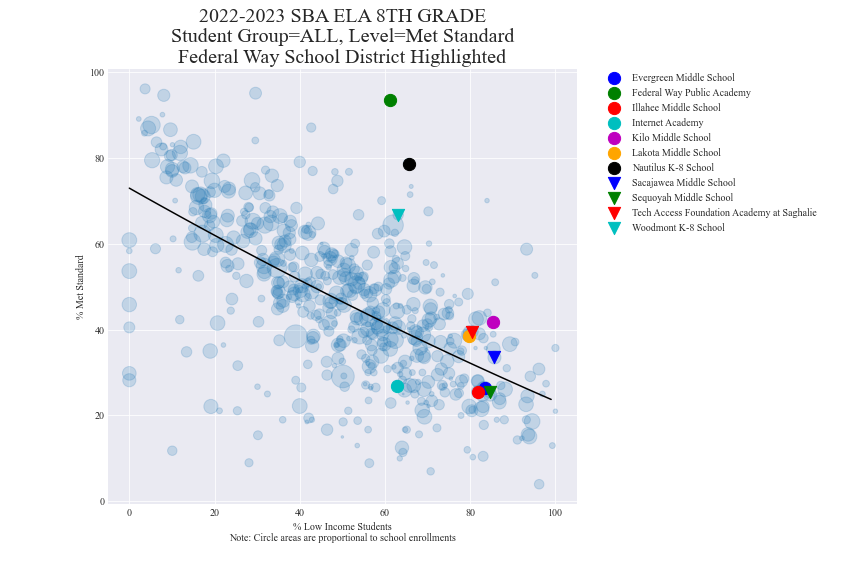 2022-2023 SBA ELA 8TH GRADE
Student Group=ALL, Level=Met Standard
Federal Way School District Highlighted
100
80
60
40
20
0
% Met Standard
0 20 40 60 80 100
% Low Income Students
Note: Circle areas are proportional to school enrollments
Evergreen Middle School
Federal Way Public Academy
Illahee Middle School
Internet Academy
Kilo Middle School
Lakota Middle School
Nautilus K-8 School
Sacajawea Middle School
Sequoyah Middle School
Tech Access Foundation Academy at Saghalie
Woodmont K-8 School